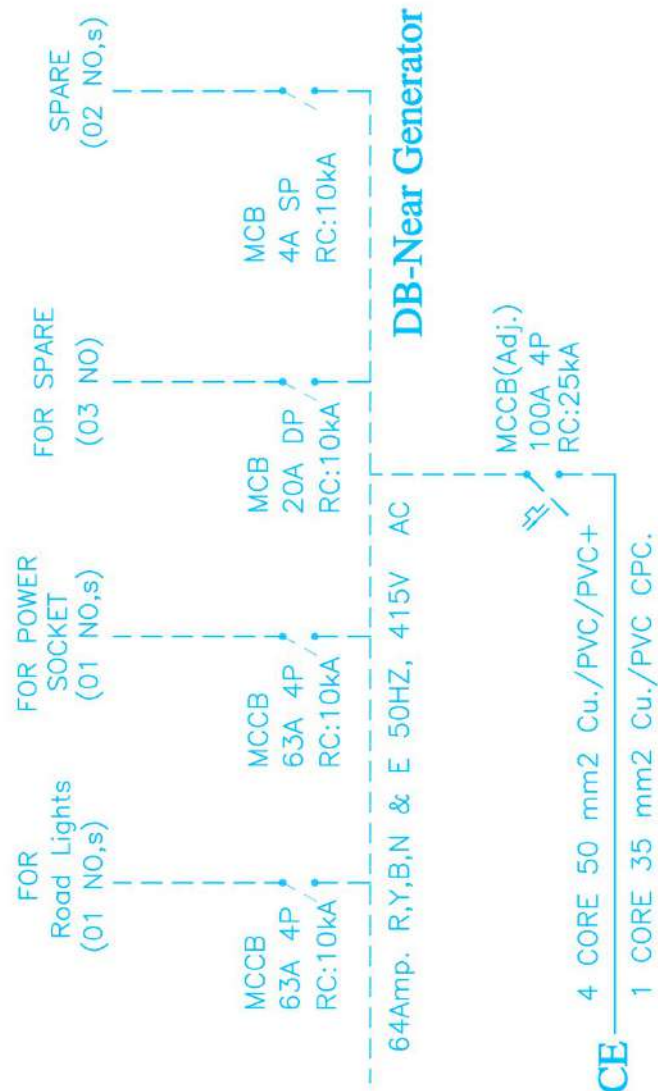 FOR
Road Lights
(01 NO,s)
FOR POWER
SOCKET
(01 NO,s)
FOR SPARE
(03 NO)
SPARE
(02 NO,s)
MCCB
63A 4P
RC:10kA
MCCB
63A 4P
RC:10kA
MCB
20A DP
RC:10kA
MCB
4A SP
RC:10kA
64Amp. R,Y,B,N & E 50HZ, 415V AC
DB-Near Generator
MCCB(Adj.)
100A 4P
RC:25kA
4 CORE 50 mm2 Cu./PVC/PVC+
CE
1 CORE 35 mm2 Cu./PVC CPC.